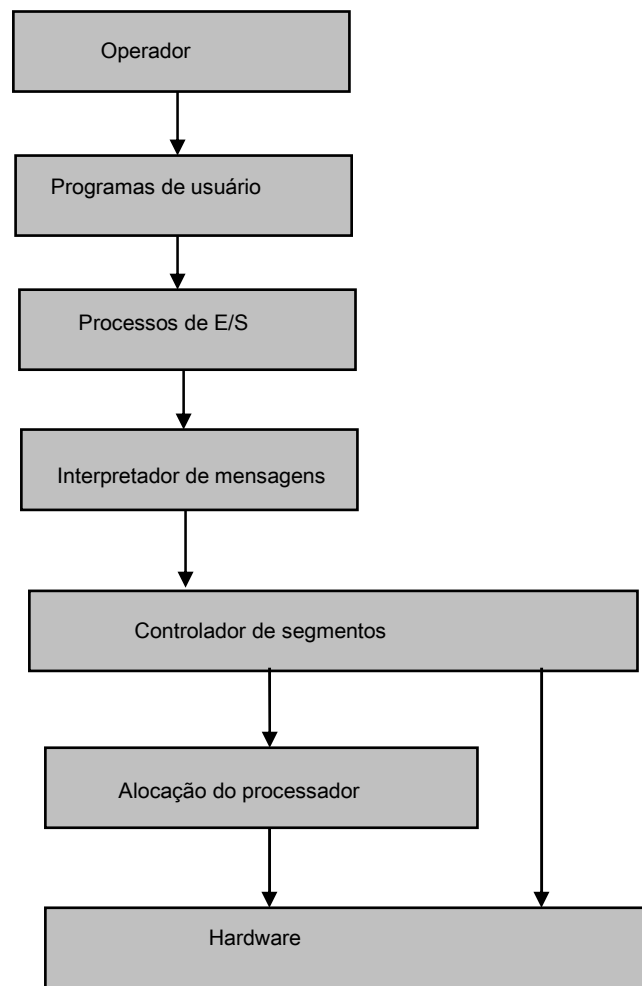 Operador
Programas de usuário
Processos de E/S
Interpretador de mensagens
Controlador de segmentos
Alocação do processador
Hardware